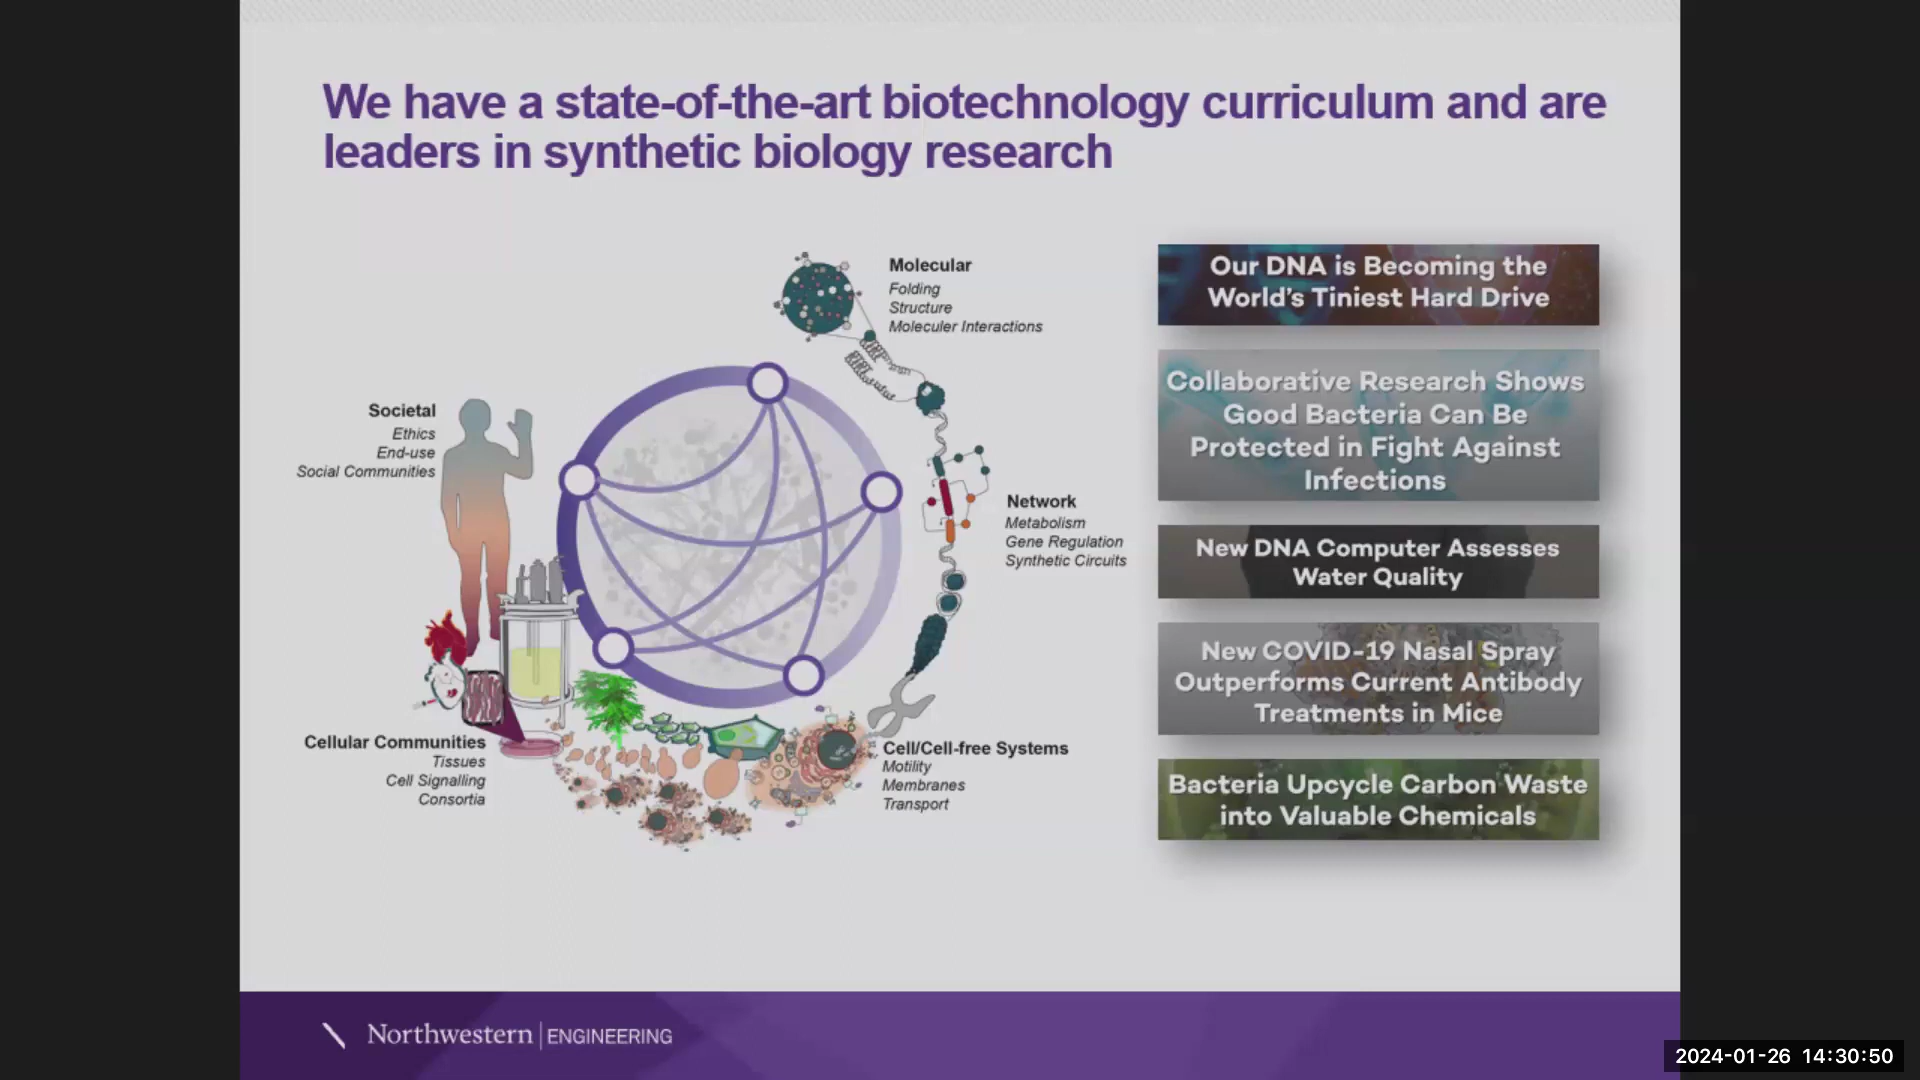 We have a state-of-the-art biotechnology curriculum and are
leaders in synthetic biology research
Molecular
Folding
Structure
Moleculer Interactions
Societal
Ethics
End-use
Social Communities
Network
Metabolism
Gene Regulation
Synthetic Circuits
Cellular Communities
Tissues
Cell Signalling
Consortia
Cell/Cell-free Systems
Motility
Membranes
Transport
Our DNA is Becoming the
World's Tiniest Hard Drive
Collaborative Research Shows
Good Bacteria Can Be
Protected in Fight Against
Infections
New DNA Computer Assesses
Water Quality
New COVID-19 Nasal Spray
Outperforms Current Antibody
Treatments in Mice
Bacteria Upcycle Carbon Waste
into Valuable Chemicals
Northwestern | ENGINEERING
2024-01-26 14:30:50